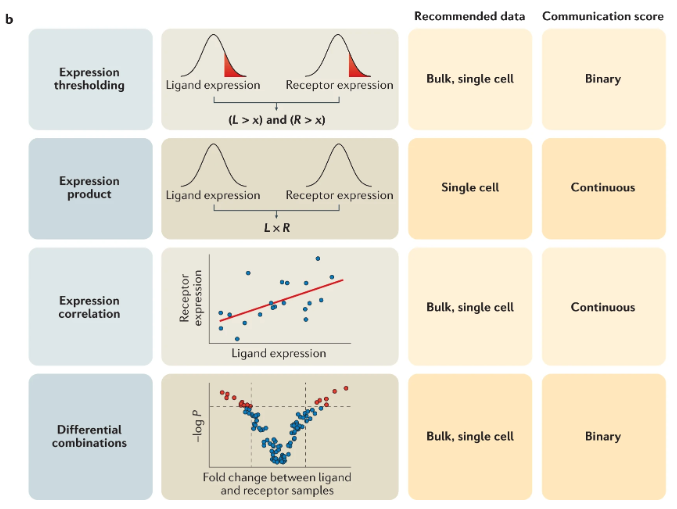 b
Recommended data
Communication score
Expression
thresholding
Ligand expression
Receptor expression
(L > x) and (R > x)
Bulk, single cell
Binary
Expression
product
Ligand expression
Receptor expression
L × R
Single cell
Continuous
Expression
correlation
Receptor
expression
Ligand expression
Bulk, single cell
Continuous
Differential
combinations
–log P
Fold change between ligand
and receptor samples
Bulk, single cell
Binary